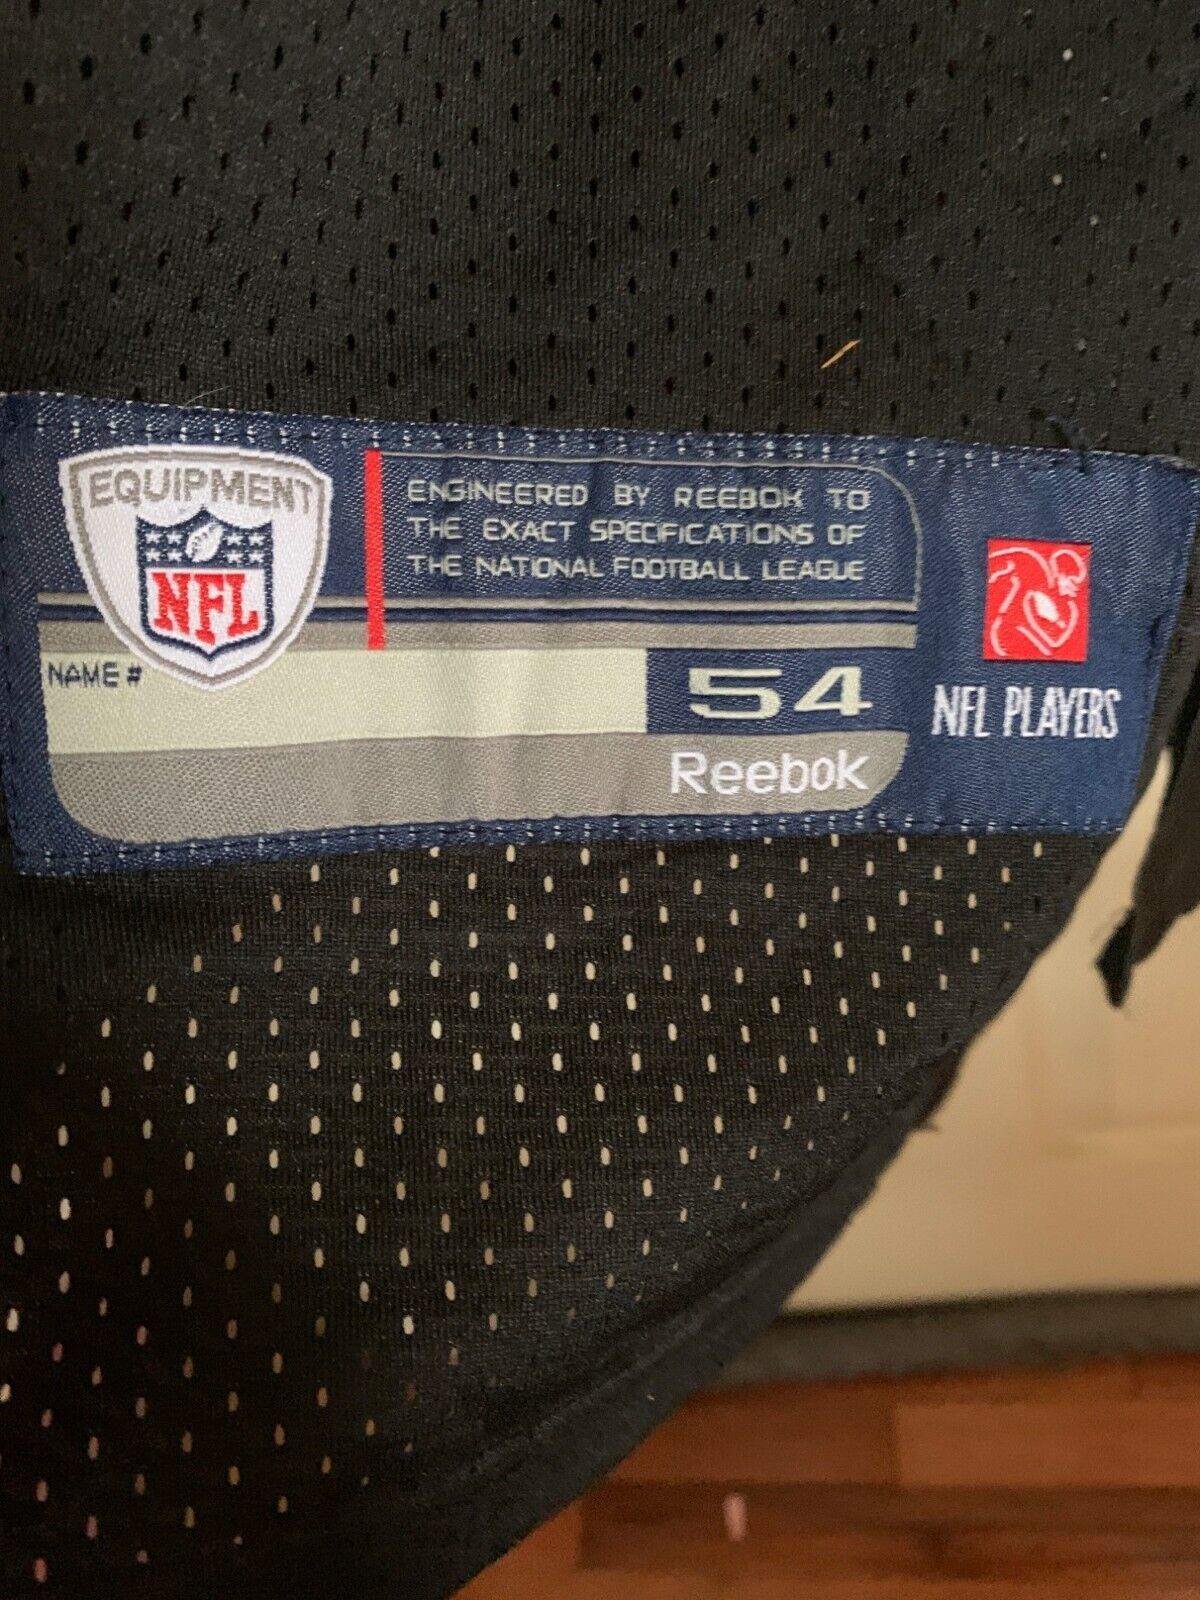 EQUIPMENT
NFL
ENGINEERED BY REEBOK TO
THE EXACT SPECIFICATIONS OF
THE NATIONAL FOOTBALL LEAGUE
NAME #
54
Reebok
NFL PLAYERS